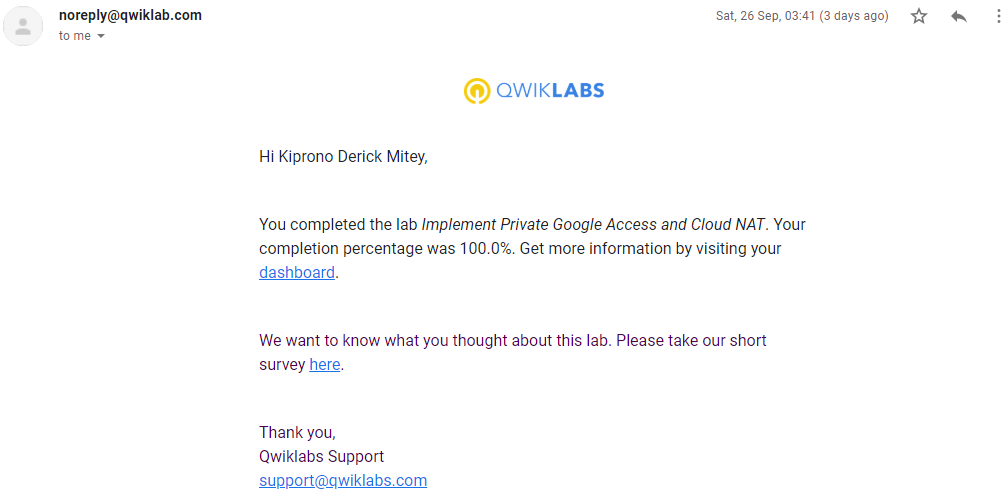 noreply@qwiklab.com
Sat, 26 Sep, 03:41 (3 days ago)
to me
QWIKLABS
Hi Kiprono Derick Mitey,
You completed the lab Implement Private Google Access and Cloud NAT. Your
completion percentage was 100.0%. Get more information by visiting your
dashboard.
We want to know what you thought about this lab. Please take our short
survey here.
Thank you,
Qwiklabs Support
support@qwiklabs.com